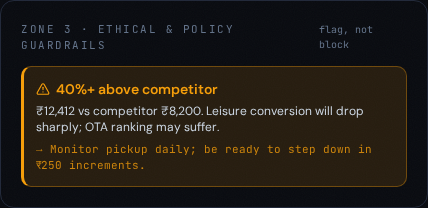 ZONE 3 · ETHICAL & POLICY GUARDRAILS
flag, not block
40%+ above competitor
₹12,412 vs competitor ₹8,200. Leisure conversion will drop
sharply; OTA ranking may suffer.
→ Monitor pickup daily; be ready to step down in
₹250 increments.